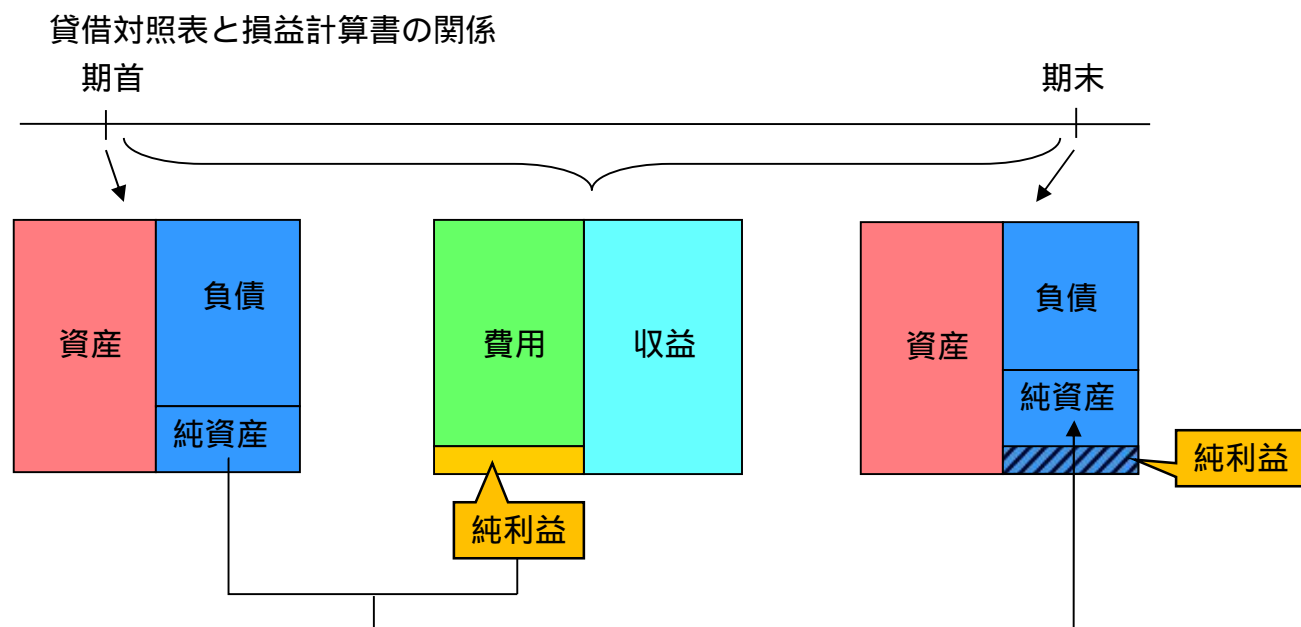 貸借対照表と損益計算書の関係
期首
期末
資産
負債
純資産
費用
収益
純利益
資産
負債
純資産
純利益